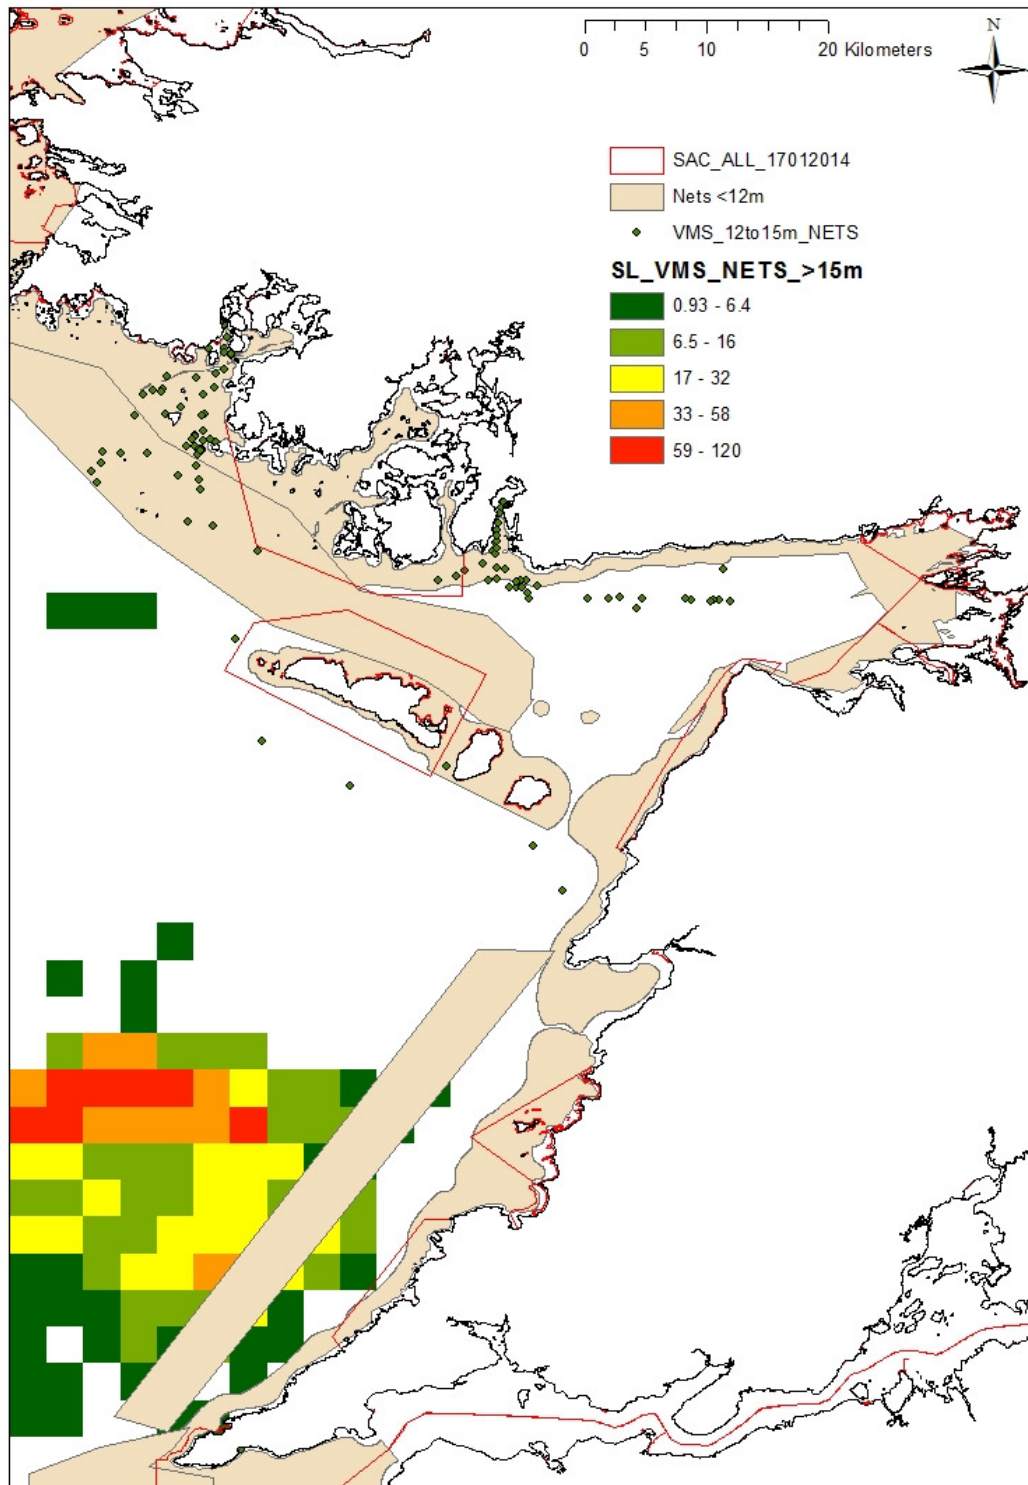 N
0 5 10 20 Kilometers
SAC_ALL_17012014
Nets <12m
VMS_12to15m_NETS
SL_VMS_NETS_>15m
0.93 - 6.4
6.5 - 16
17 - 32
33 - 58
59 - 120